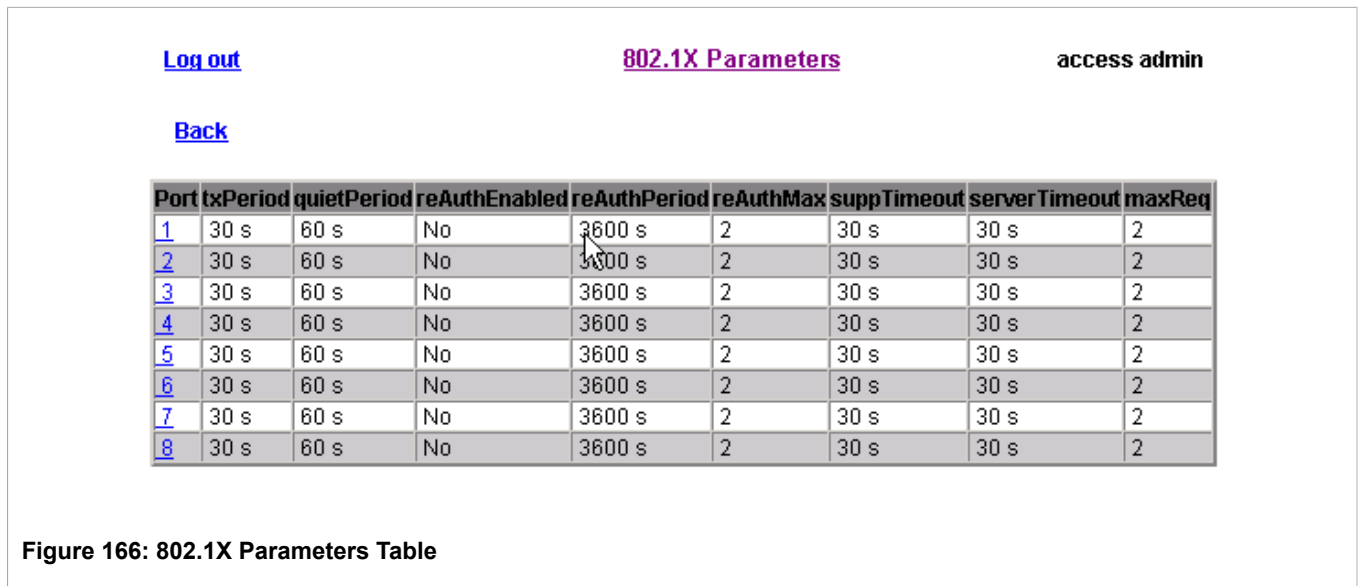 Log out 802.1X Parameters access admin
Back
Port txPeriod quietPeriod reAuthEnabled reAuthPeriod reAuthMax suppTimeout serverTimeout maxReq
1 30 s 60 s No 3600 s 2 30 s 30 s 2
2 30 s 60 s No 3600 s 2 30 s 30 s 2
3 30 s 60 s No 3600 s 2 30 s 30 s 2
4 30 s 60 s No 3600 s 2 30 s 30 s 2
5 30 s 60 s No 3600 s 2 30 s 30 s 2
6 30 s 60 s No 3600 s 2 30 s 30 s 2
7 30 s 60 s No 3600 s 2 30 s 30 s 2
8 30 s 60 s No 3600 s 2 30 s 30 s 2
Figure 166: 802.1X Parameters Table